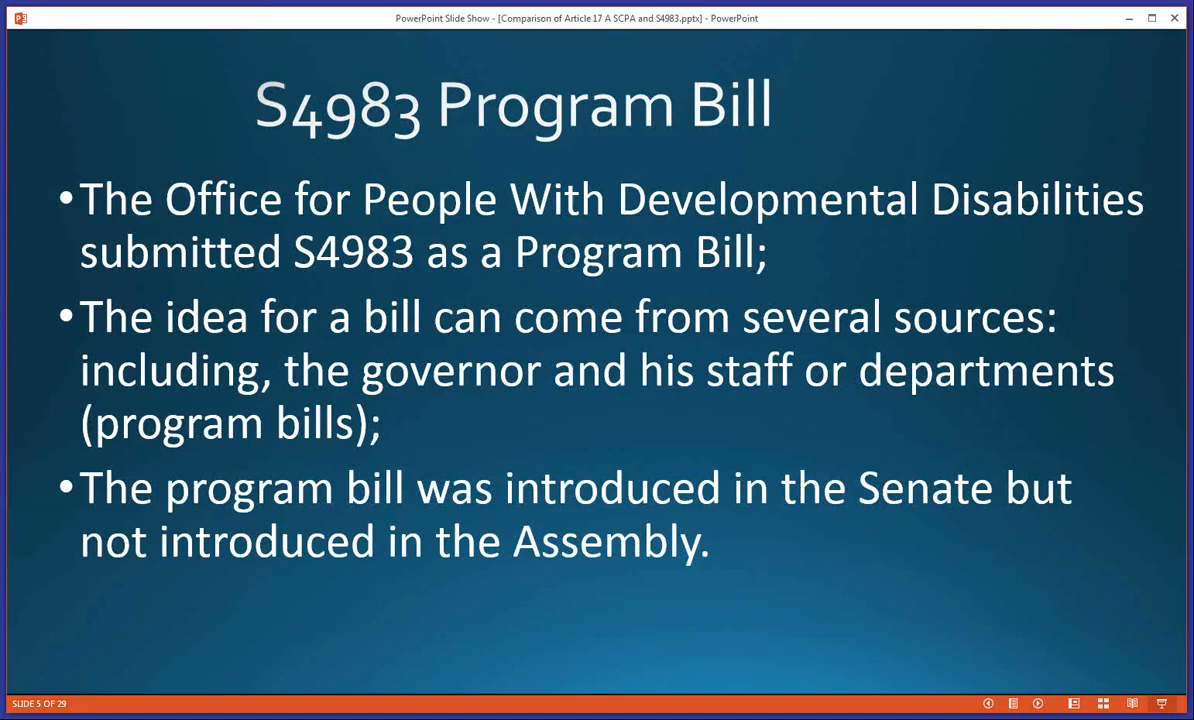 PowerPoint Slide Show - [Comparison of Article 17 A SCPA and S4983.pptx] - PowerPoint
S4983 Program Bill
•The Office for People With Developmental Disabilities
submitted S4983 as a Program Bill;
•The idea for a bill can come from several sources:
including, the governor and his staff or departments
(program bills);
•The program bill was introduced in the Senate but
not introduced in the Assembly.
SLIDE 5 OF 29